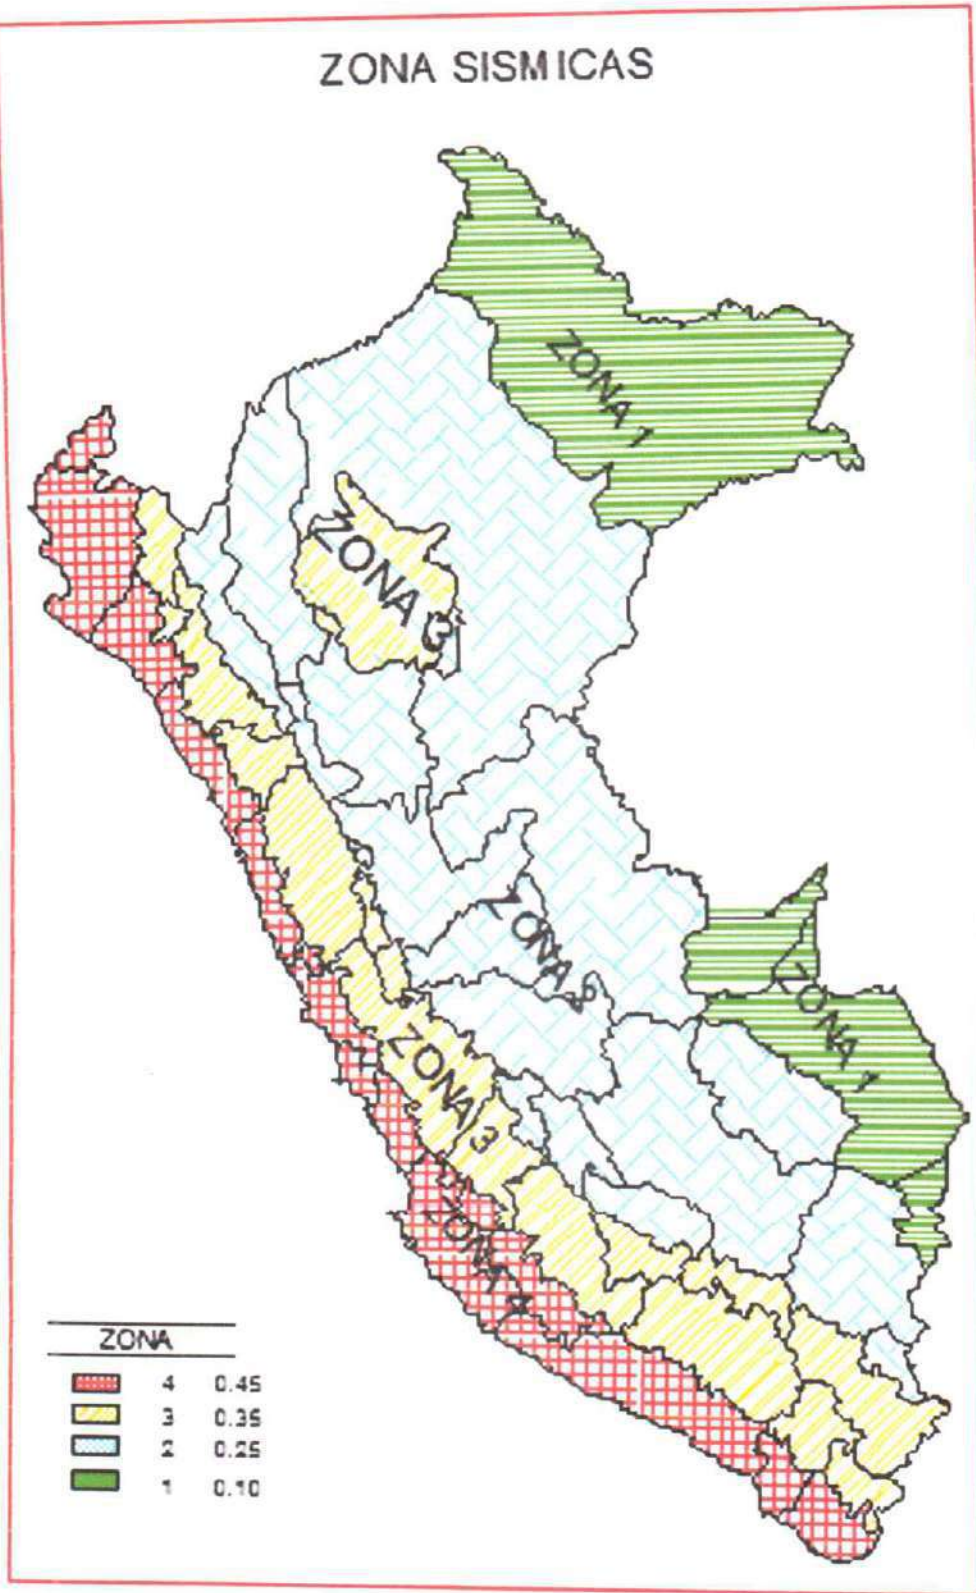 ZONA SISMICAS
ZONA 1
ZONA 3
ZONA 2
ZONA 1
ZONA 3
ZONA 4
ZONA
4 0.45
3 0.35
2 0.25
1 0.10